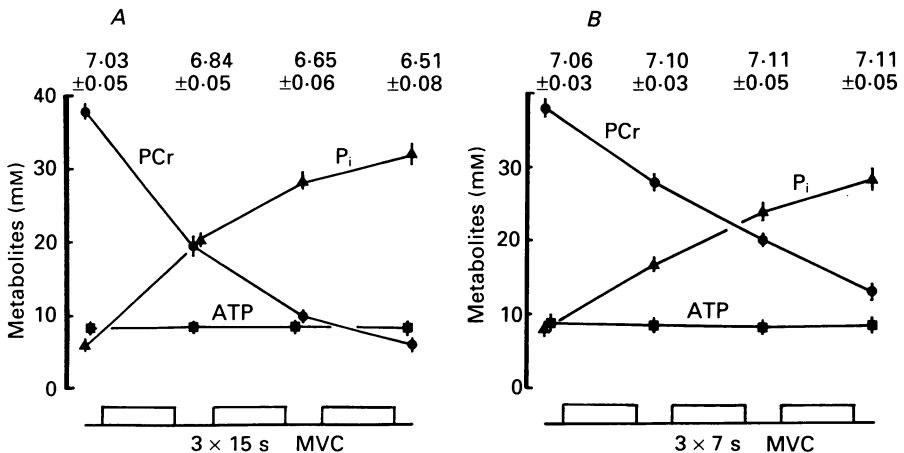 A
7·03 6·84 6·65 6·51
±0·05 ±0·05 ±0·06 ±0·08
40
30
20
10
0
Metabolites (mM)
PCr
Pi
ATP
3 × 15 s MVC
B
7·06 7·10 7·11 7·11
±0·03 ±0·03 ±0·05 ±0·05
40
30
20
10
0
Metabolites (mM)
PCr
Pi
ATP
3 × 7 s MVC